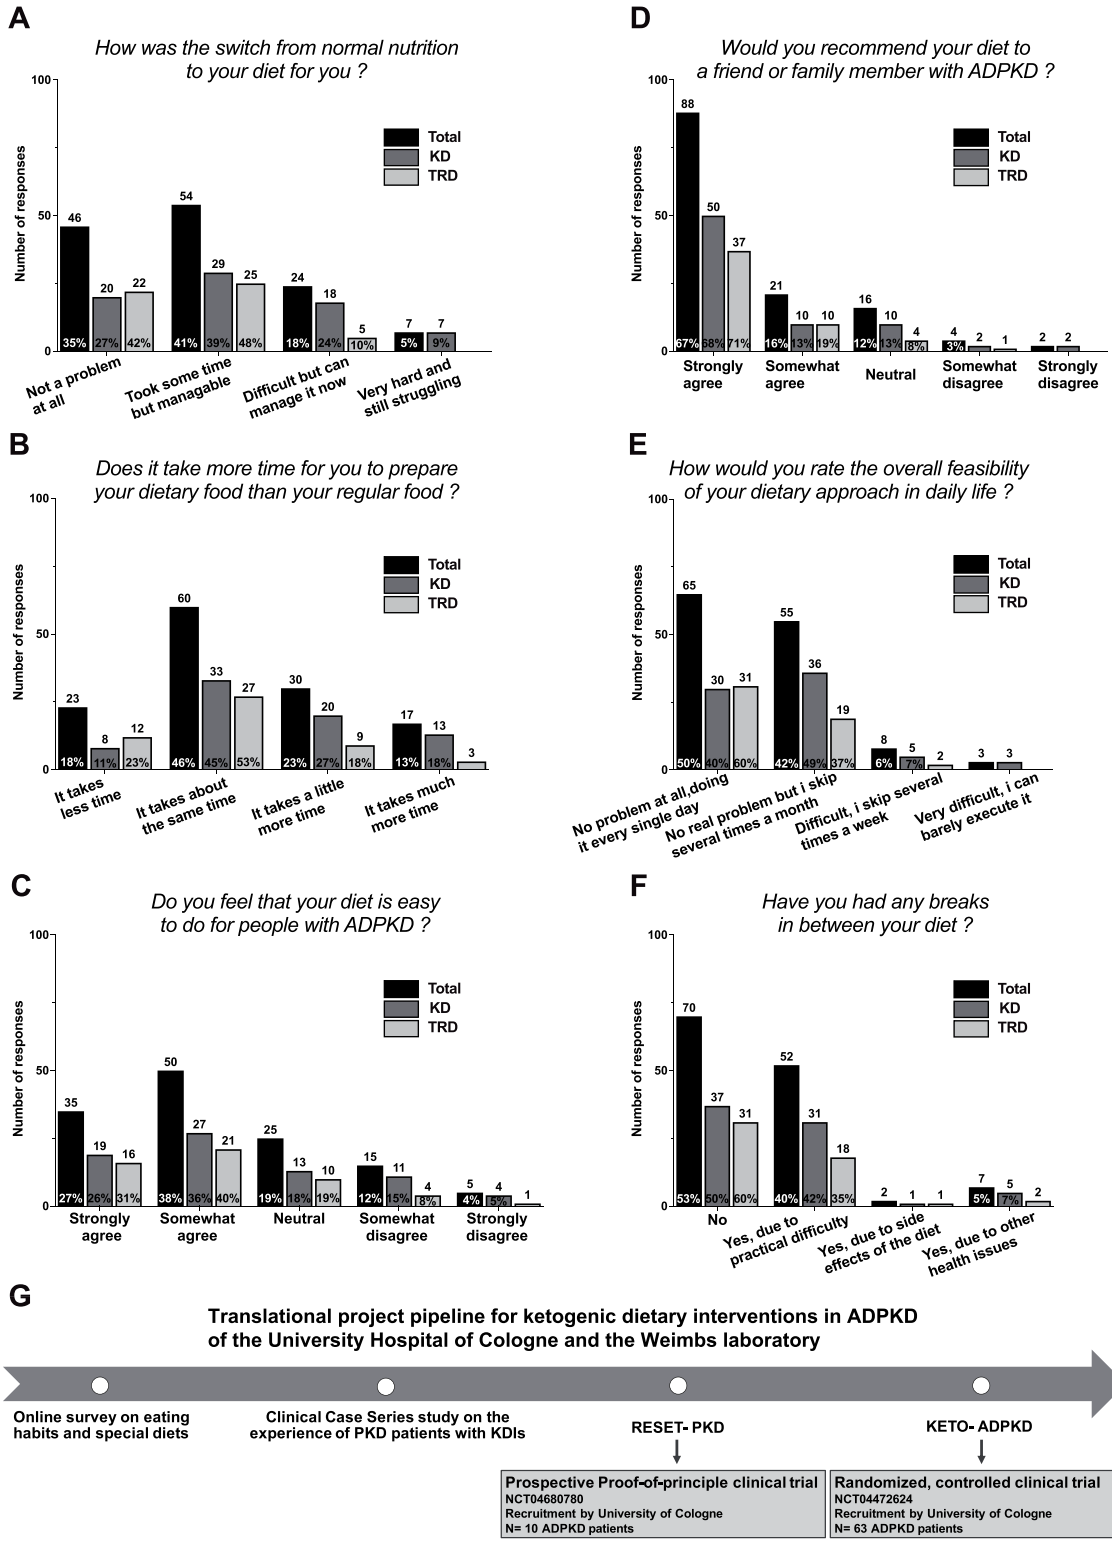 A
How was the switch from normal nutrition
to your diet for you ?
100
50
0
Number of responses
Total
KD
TRD
46
20
22
54
29
25
24
18
5
7
7
35%
27%
42%
41%
39%
48%
18%
24%
10%
5%
9%
Not a problem
at all
Took some time
but managable
Difficult but can
manage it now
Very hard and
still struggling
D
Would you recommend your diet to
a friend or family member with ADPKD ?
100
50
0
Number of responses
Total
KD
TRD
88
50
37
21
10
10
16
10
4
4
2
1
2
2
67%
68%
71%
16%
13%
19%
12%
13%
8%
3%
Strongly
agree
Somewhat
agree
Neutral
Somewhat
disagree
Strongly
disagree
B
Does it take more time for you to prepare
your dietary food than your regular food ?
100
50
0
Number of responses
Total
KD
TRD
23
8
12
60
33
27
30
20
9
17
13
3
18%
11%
23%
46%
45%
53%
23%
27%
18%
13%
18%
It takes
less time
It takes about
the same time
It takes a little
more time
It takes much
more time
E
How would you rate the overall feasibility
of your dietary approach in daily life ?
100
50
0
Number of responses
Total
KD
TRD
65
30
31
55
36
19
8
5
2
3
3
50%
40%
60%
42%
49%
37%
6%
7%
No problem at all,doing
it every single day
No real problem but i skip
several times a month
Difficult, i skip several
times a week
Very difficult, i can
barely execute it
C
Do you feel that your diet is easy
to do for people with ADPKD ?
100
50
0
Number of responses
Total
KD
TRD
35
19
16
50
27
21
25
13
10
15
11
4
5
4
1
27%
26%
31%
38%
36%
40%
19%
18%
19%
12%
15%
8%
4%
5%
Strongly
agree
Somewhat
agree
Neutral
Somewhat
disagree
Strongly
disagree
F
Have you had any breaks
in between your diet ?
100
50
0
Number of responses
Total
KD
TRD
70
37
31
52
31
18
2
1
1
7
5
2
53%
50%
60%
40%
42%
35%
5%
7%
No
Yes, due to
practical difficulty
Yes, due to side
effects of the diet
Yes, due to other
health issues
G
Translational project pipeline for ketogenic dietary interventions in ADPKD
of the University Hospital of Cologne and the Weimbs laboratory
Online survey on eating
habits and special diets
Clinical Case Series study on the
experience of PKD patients with KDIs
RESET- PKD
Prospective Proof-of-principle clinical trial
NCT04680780
Recruitment by University of Cologne
N= 10 ADPKD patients
KETO- ADPKD
Randomized, controlled clinical trial
NCT04472624
Recruitment by University of Cologne
N= 63 ADPKD patients